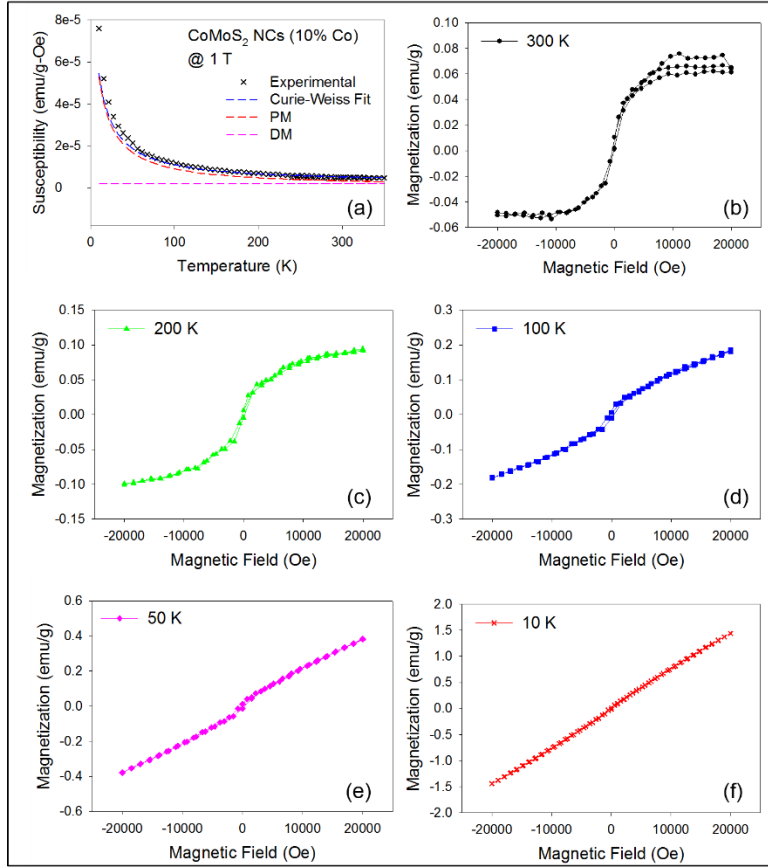 CoMoS₂ NCs (10% Co)
@ 1 T
Experimental
Curie-Weiss Fit
PM
DM
Susceptibility (emu/g-Oe)
8e-5
6e-5
4e-5
2e-5
0
0 100 200 300
Temperature (K)
(a)
300 K
Magnetization (emu/g)
0.10
0.08
0.06
0.04
0.02
0.00
-0.02
-0.04
-0.06
-20000 -10000 0 10000 20000
Magnetic Field (Oe)
(b)
200 K
Magnetization (emu/g)
0.15
0.10
0.05
0.00
-0.05
-0.10
-0.15
-20000 -10000 0 10000 20000
Magnetic Field (Oe)
(c)
100 K
Magnetization (emu/g)
0.3
0.2
0.1
0.0
-0.1
-0.2
-0.3
-20000 -10000 0 10000 20000
Magnetic Field (Oe)
(d)
50 K
Magnetization (emu/g)
0.6
0.4
0.2
0.0
-0.2
-0.4
-0.6
-20000 -10000 0 10000 20000
Magnetic Field (Oe)
(e)
10 K
Magnetization (emu/g)
2.0
1.5
1.0
0.5
0.0
-0.5
-1.0
-1.5
-2.0
-20000 -10000 0 10000 20000
Magnetic Field (Oe)
(f)